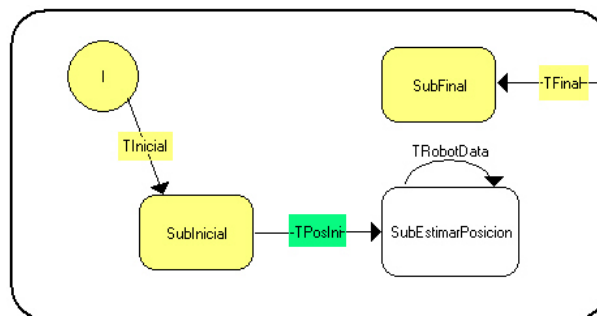 I
SubFinal
TFinal
TInicial
TRobotData
SubInicial
TPosIni
SubEstimarPosicion